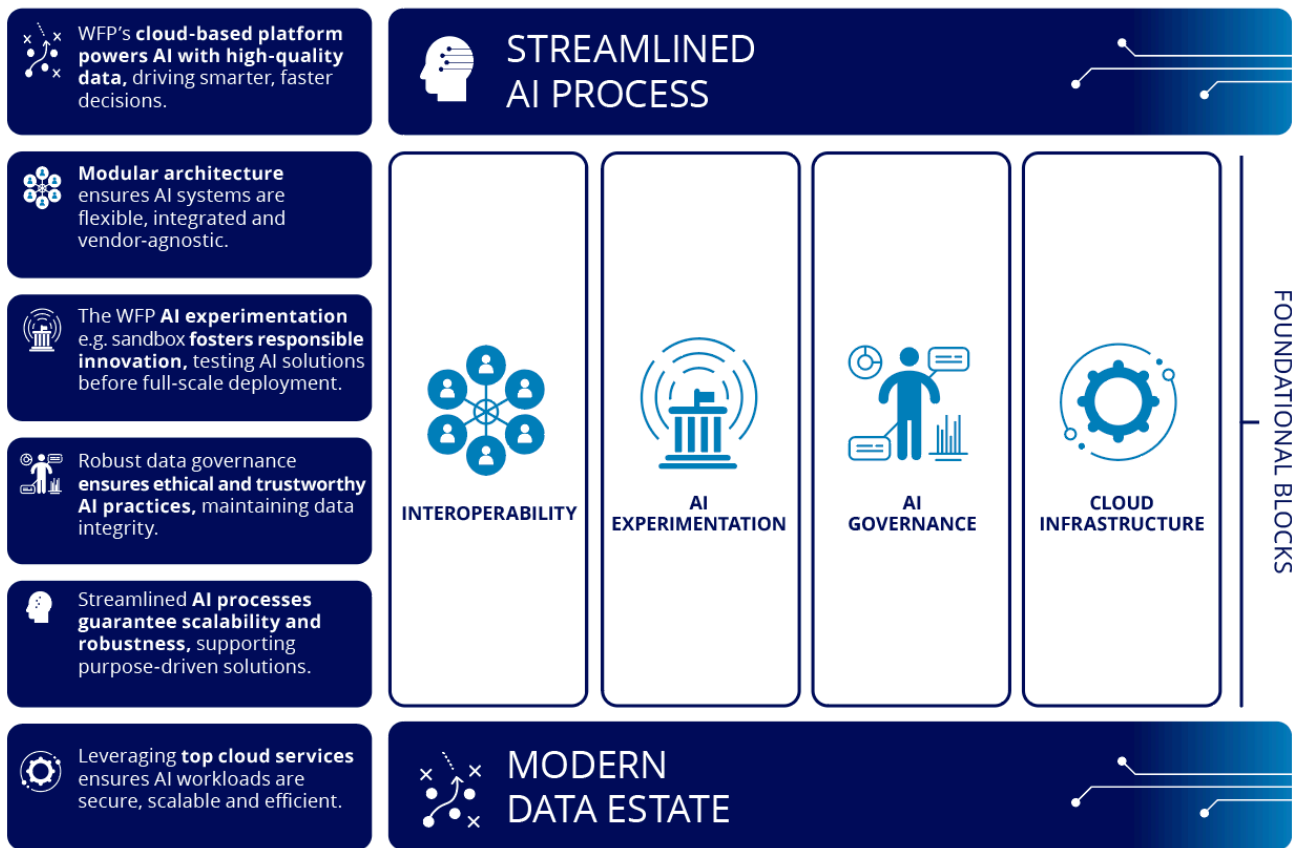 WFP's cloud-based platform
powers AI with high-quality
data, driving smarter, faster
decisions.
Modular architecture
ensures AI systems are
flexible, integrated and
vendor-agnostic.
The WFP AI experimentation
e.g. sandbox fosters responsible
innovation, testing AI solutions
before full-scale deployment.
Robust data governance
ensures ethical and trustworthy
AI practices, maintaining data
integrity.
Streamlined AI processes
guarantee scalability and
robustness, supporting
purpose-driven solutions.
Leveraging top cloud services
ensures AI workloads are
secure, scalable and efficient.
STREAMLINED
AI PROCESS
INTEROPERABILITY
AI
EXPERIMENTATION
AI
GOVERNANCE
CLOUD
INFRASTRUCTURE
FOUNDATIONAL BLOCKS
MODERN
DATA ESTATE